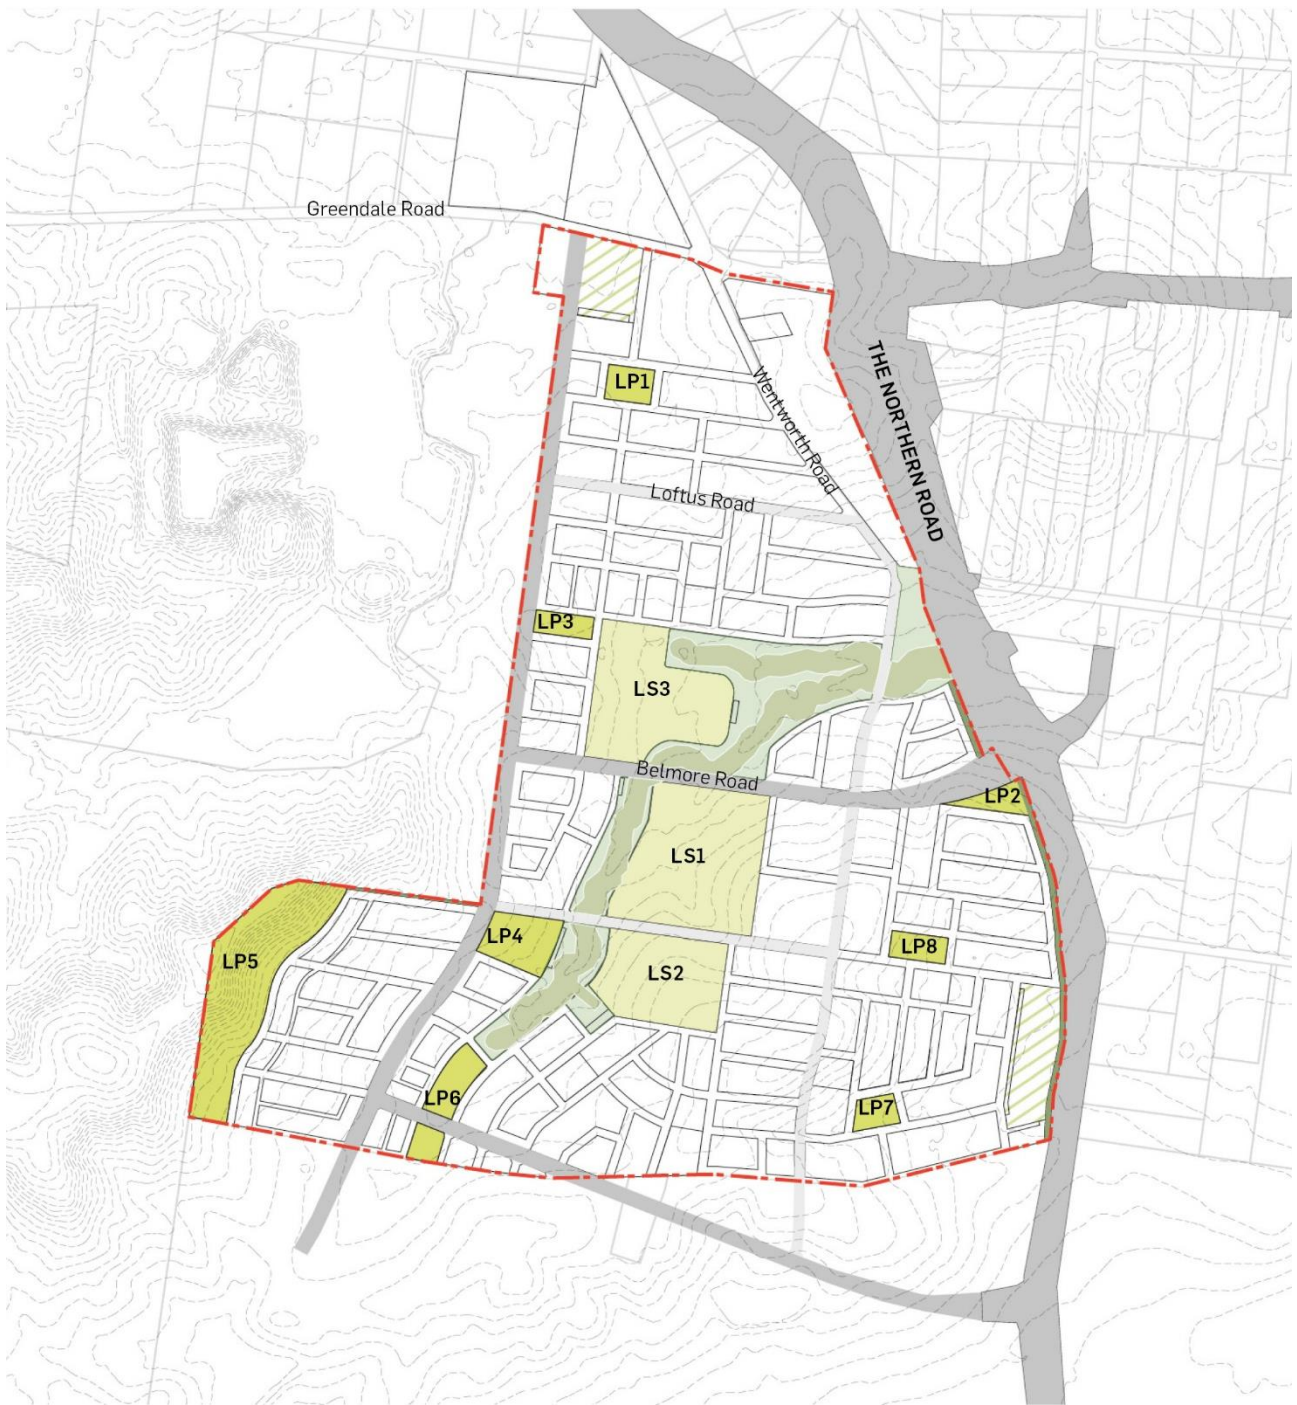 Greendale Road
THE NORTHERN ROAD
LP1
Wentworth Road
Loftus Road
LP3
LS3
Belmore Road
LP2
LS1
LP4
LP8
LP5
LS2
LP6
LP7